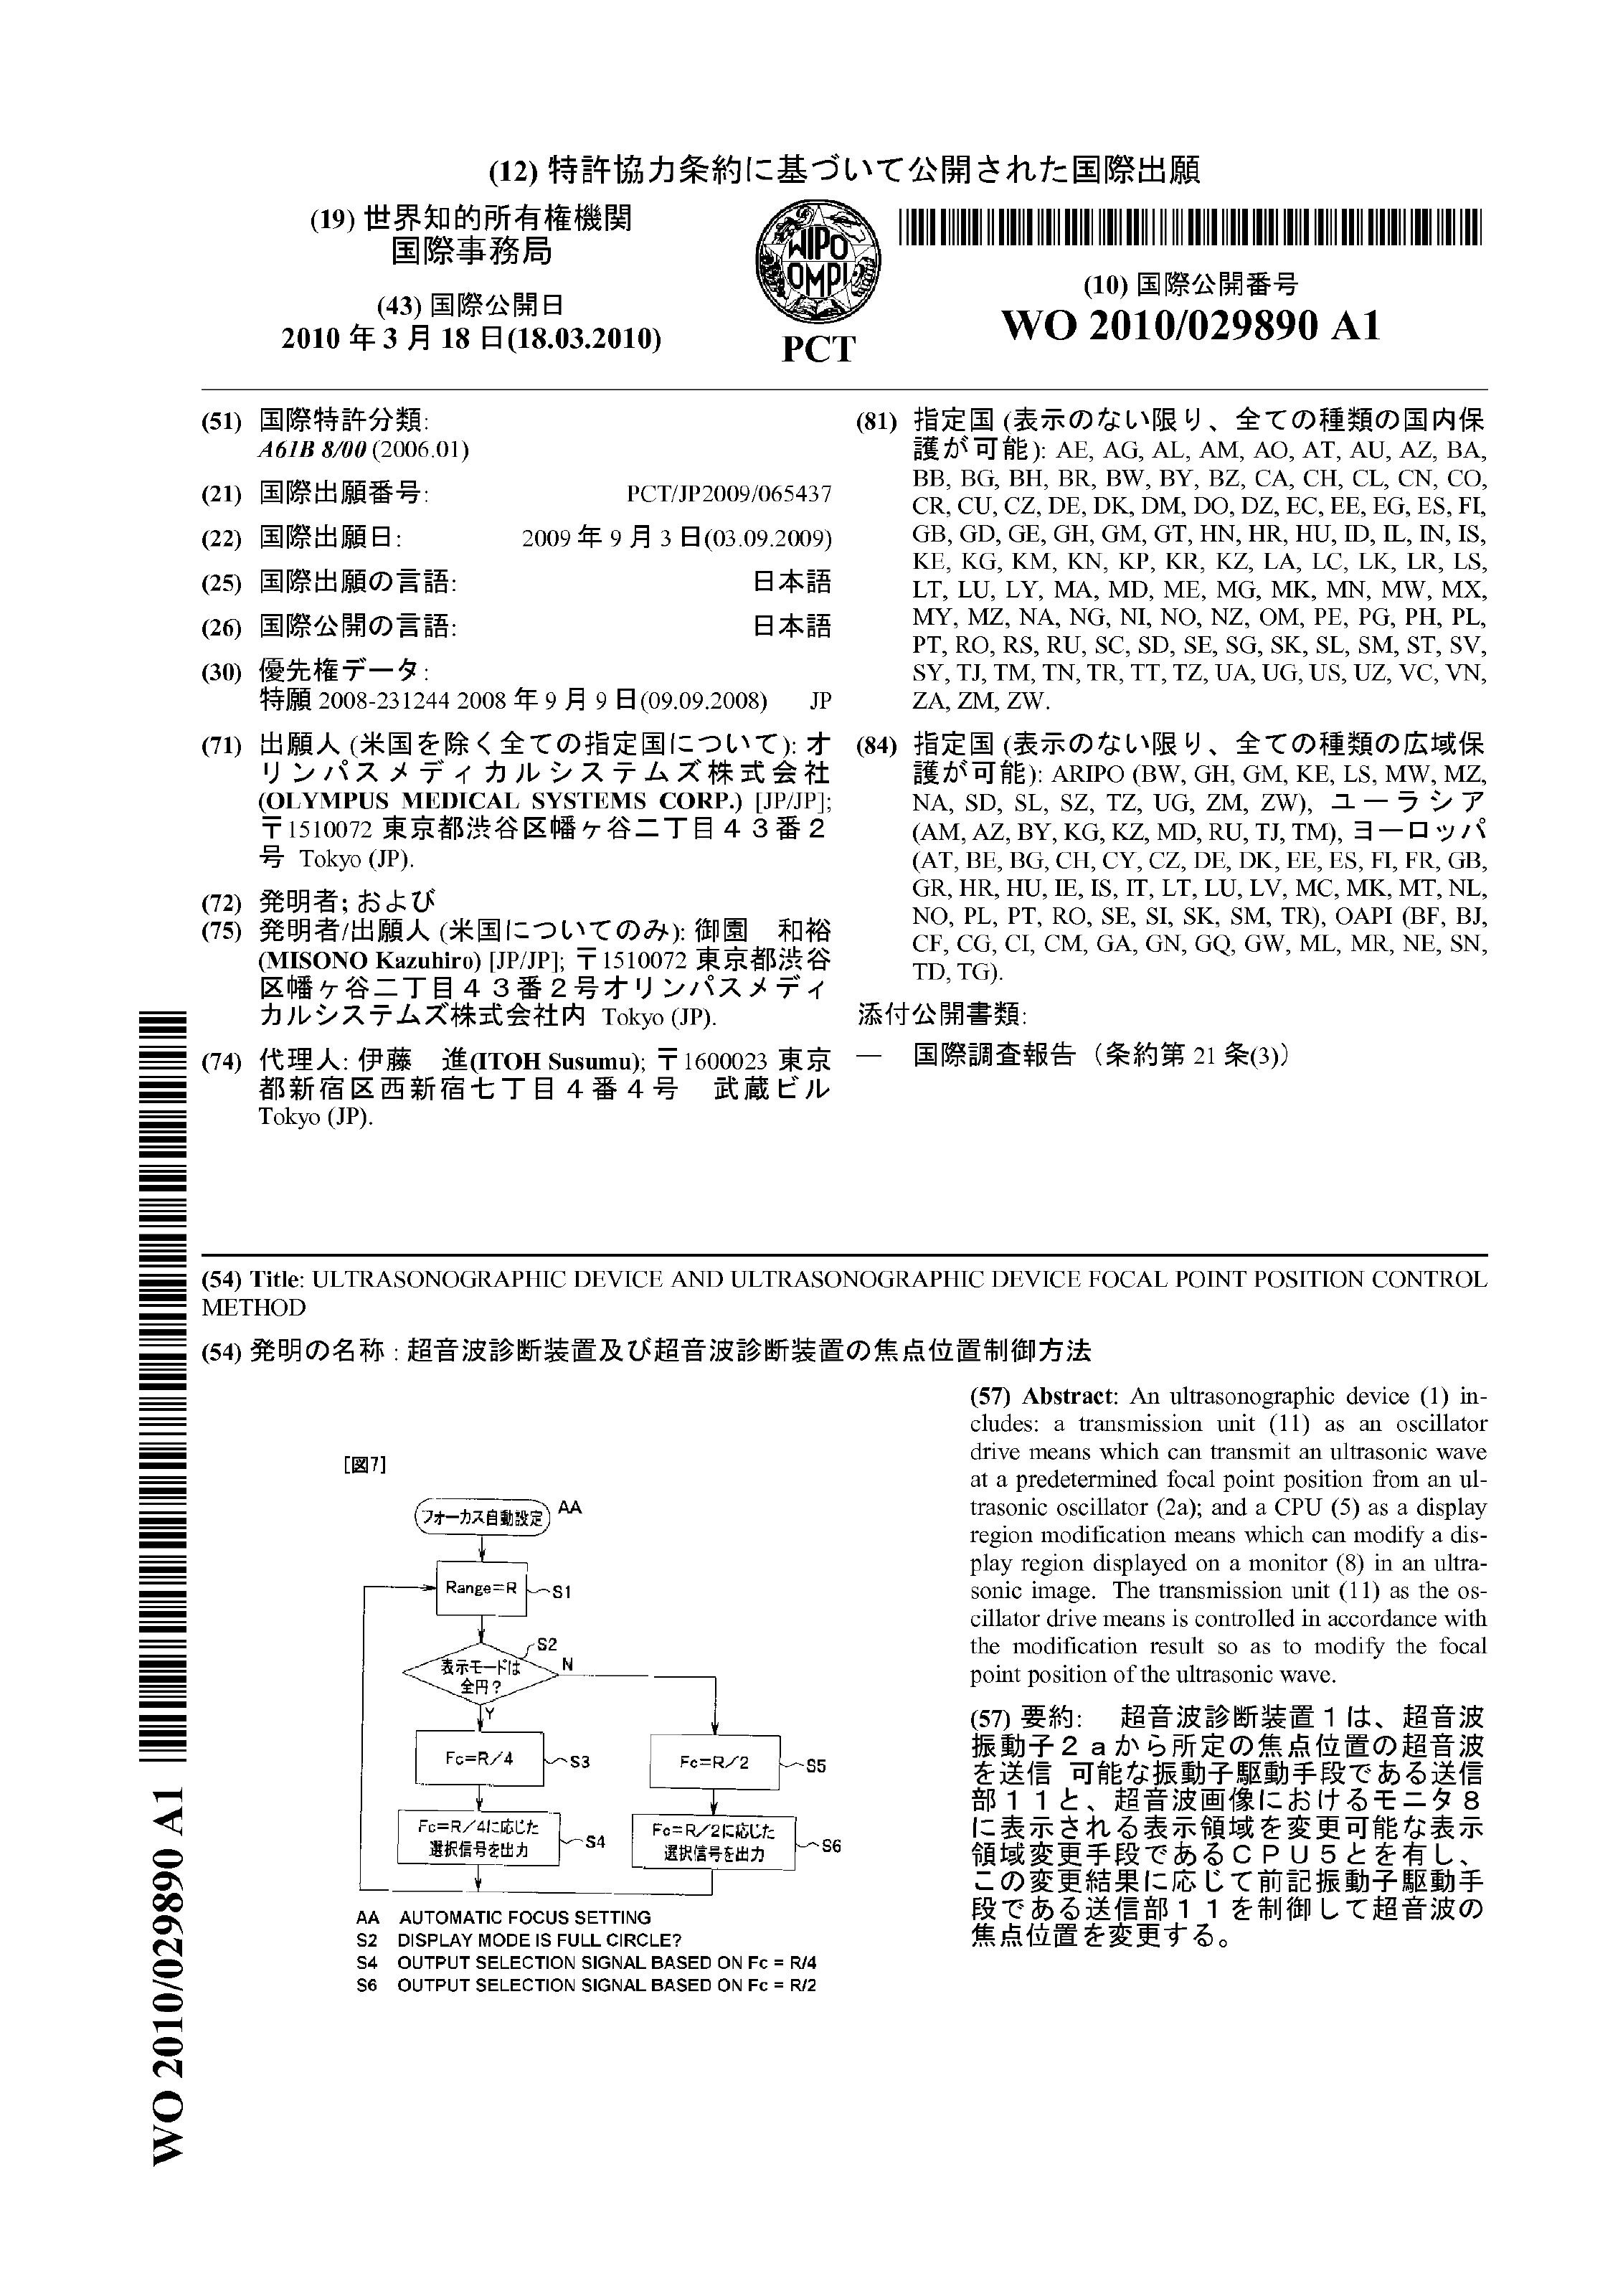 (12) 特許協力条約に基づいて公開された国際出願
(19) 世界知的所有権機関
国際事務局
(43) 国際公開日
2010 年 3 月 18 日(18.03.2010)
WIPO
OMPI
PCT
(10) 国際公開番号
WO 2010/029890 A1
(51) 国際特許分類:
A61B 8/00 (2006.01)
(21) 国際出願番号: PCT/JP2009/065437
(22) 国際出願日: 2009 年 9 月 3 日(03.09.2009)
(25) 国際出願の言語: 日本語
(26) 国際公開の言語: 日本語
(30) 優先権データ:
特願 2008-231244 2008 年 9 月 9 日(09.09.2008) JP
(71) 出願人 (米国を除く全ての指定国について): オ
リンパスメディカルシステムズ株式会社
(OLYMPUS MEDICAL SYSTEMS CORP.) [JP/JP];
〒1510072 東京都渋谷区幡ヶ谷二丁目43番2
号 Tokyo (JP).
(72) 発明者; および
(75) 発明者/出願人 (米国についてのみ): 御園 和裕
(MISONO Kazuhiro) [JP/JP]; 〒1510072 東京都渋谷
区幡ヶ谷二丁目43番2号オリンパスメディ
カルシステムズ株式会社内 Tokyo (JP).
(74) 代理人: 伊藤 進(ITOH Susumu); 〒1600023 東京
都新宿区西新宿七丁目4番4号 武蔵ビル
Tokyo (JP).
(81) 指定国 (表示のない限り、全ての種類の国内保
護が可能): AE, AG, AL, AM, AO, AT, AU, AZ, BA,
BB, BG, BH, BR, BW, BY, BZ, CA, CH, CL, CN, CO,
CR, CU, CZ, DE, DK, DM, DO, DZ, EC, EE, EG, ES, FI,
GB, GD, GE, GH, GM, GT, HN, HR, HU, ID, IL, IN, IS,
KE, KG, KM, KN, KP, KR, KZ, LA, LC, LK, LR, LS,
LT, LU, LY, MA, MD, ME, MG, MK, MN, MW, MX,
MY, MZ, NA, NG, NI, NO, NZ, OM, PE, PG, PH, PL,
PT, RO, RS, RU, SC, SD, SE, SG, SK, SL, SM, ST, SV,
SY, TJ, TM, TN, TR, TT, TZ, UA, UG, US, UZ, VC, VN,
ZA, ZM, ZW.
(84) 指定国 (表示のない限り、全ての種類の広域保
護が可能): ARIPO (BW, GH, GM, KE, LS, MW, MZ,
NA, SD, SL, SZ, TZ, UG, ZM, ZW), ユーラシア
(AM, AZ, BY, KG, KZ, MD, RU, TJ, TM), ヨーロッパ
(AT, BE, BG, CH, CY, CZ, DE, DK, EE, ES, FI, FR, GB,
GR, HR, HU, IE, IS, IT, LT, LU, LV, MC, MK, MT, NL,
NO, PL, PT, RO, SE, SI, SK, SM, TR), OAPI (BF, BJ,
CF, CG, CI, CM, GA, GN, GQ, GW, ML, MR, NE, SN,
TD, TG).
添付公開書類:
— 国際調査報告 (条約第 21 条(3))
(54) Title: ULTRASONOGRAPHIC DEVICE AND ULTRASONOGRAPHIC DEVICE FOCAL POINT POSITION CONTROL
METHOD
(54) 発明の名称 : 超音波診断装置及び超音波診断装置の焦点位置制御方法
[図7]
フォーカス自動設定 AA
Range=R S1
S2
表示モードは
全円?
N
Y
Fc=R/4 S3
Fc=R/2 S5
Fc=R/4に応じた
選択信号を出力 S4
Fc=R/2に応じた
選択信号を出力 S6
AA AUTOMATIC FOCUS SETTING
S2 DISPLAY MODE IS FULL CIRCLE?
S4 OUTPUT SELECTION SIGNAL BASED ON Fc = R/4
S6 OUTPUT SELECTION SIGNAL BASED ON Fc = R/2
(57) Abstract: An ultrasonographic device (1) in-
cludes: a transmission unit (11) as an oscillator
drive means which can transmit an ultrasonic wave
at a predetermined focal point position from an ul-
trasonic oscillator (2a); and a CPU (5) as a display
region modification means which can modify a dis-
play region displayed on a monitor (8) in an ultra-
sonic image. The transmission unit (11) as the os-
cillator drive means is controlled in accordance with
the modification result so as to modify the focal
point position of the ultrasonic wave.
(57) 要約: 超音波診断装置1は、超音波
振動子2aから所定の焦点位置の超音波
を送信 可能な振動子駆動手段である送信
部11と、超音波画像におけるモニタ8
に表示される表示領域を変更可能な表示
領域変更手段であるCPU5とを有し、
この変更結果に応じて前記振動子駆動手
段である送信部11を制御して超音波の
焦点位置を変更する。
WO 2010/029890 A1